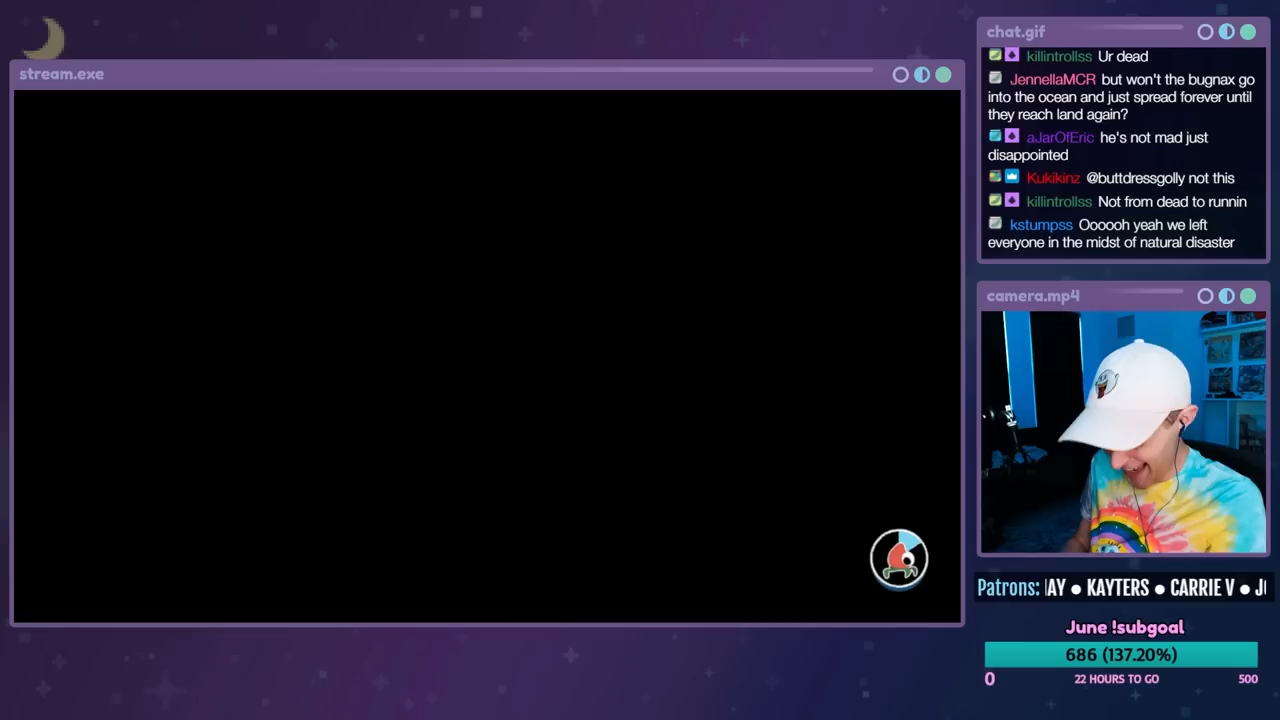 stream.exe
chat.gif
killintrollss Ur dead
JennellaMCR but won't the bugnax go
into the ocean and just spread forever until
they reach land again?
aJarOfEric he's not mad just
disappointed
Kukikinz @buttdressgolly not this
killintrollss Not from dead to runnin
kstumpss Oooooh yeah we left
everyone in the midst of natural disaster
camera.mp4
Patrons: AY ● KAYTERS ● CARRIE V ●
June !subgoal
686 (137.20%)
0 22 HOURS TO GO 500